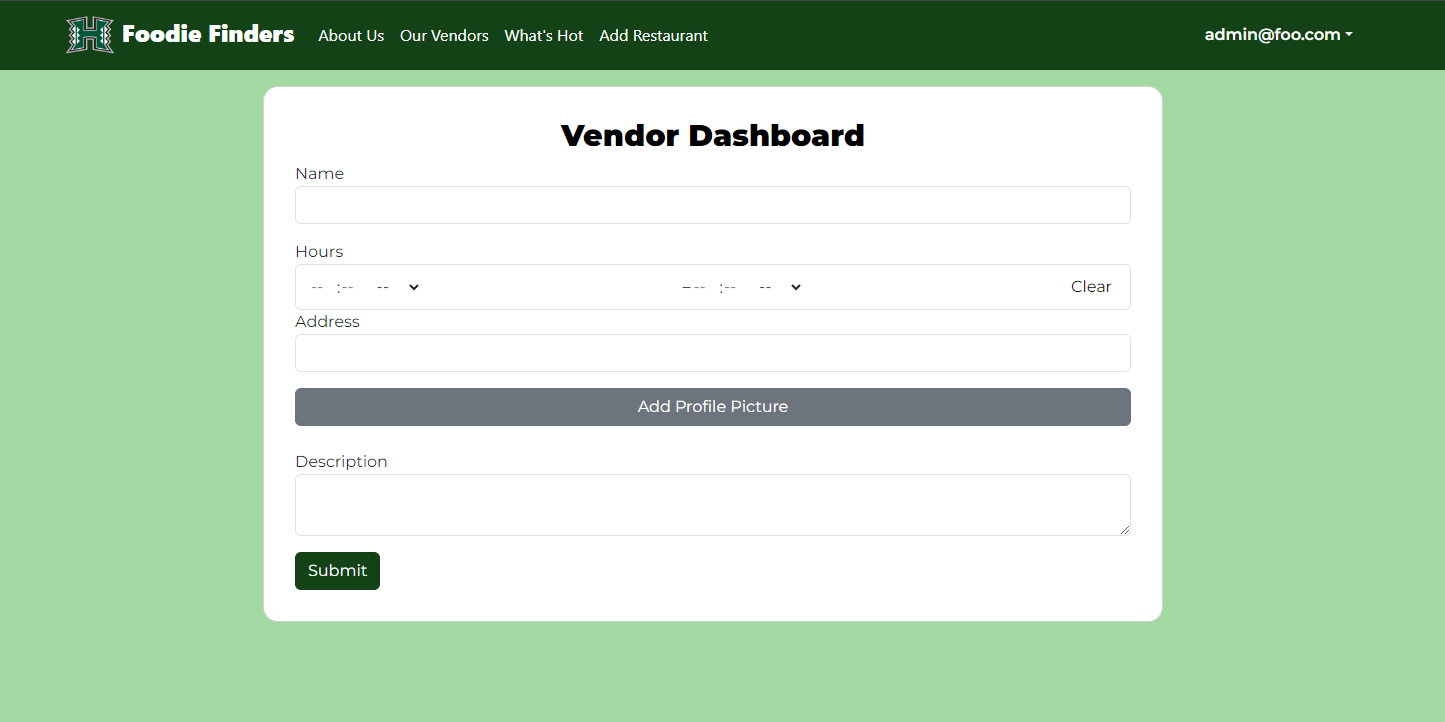 H Foodie Finders About Us Our Vendors What's Hot Add Restaurant admin@foo.com
Vendor Dashboard
Name
Hours
-- :-- -- – -- :-- -- Clear
Address
Add Profile Picture
Description
Submit